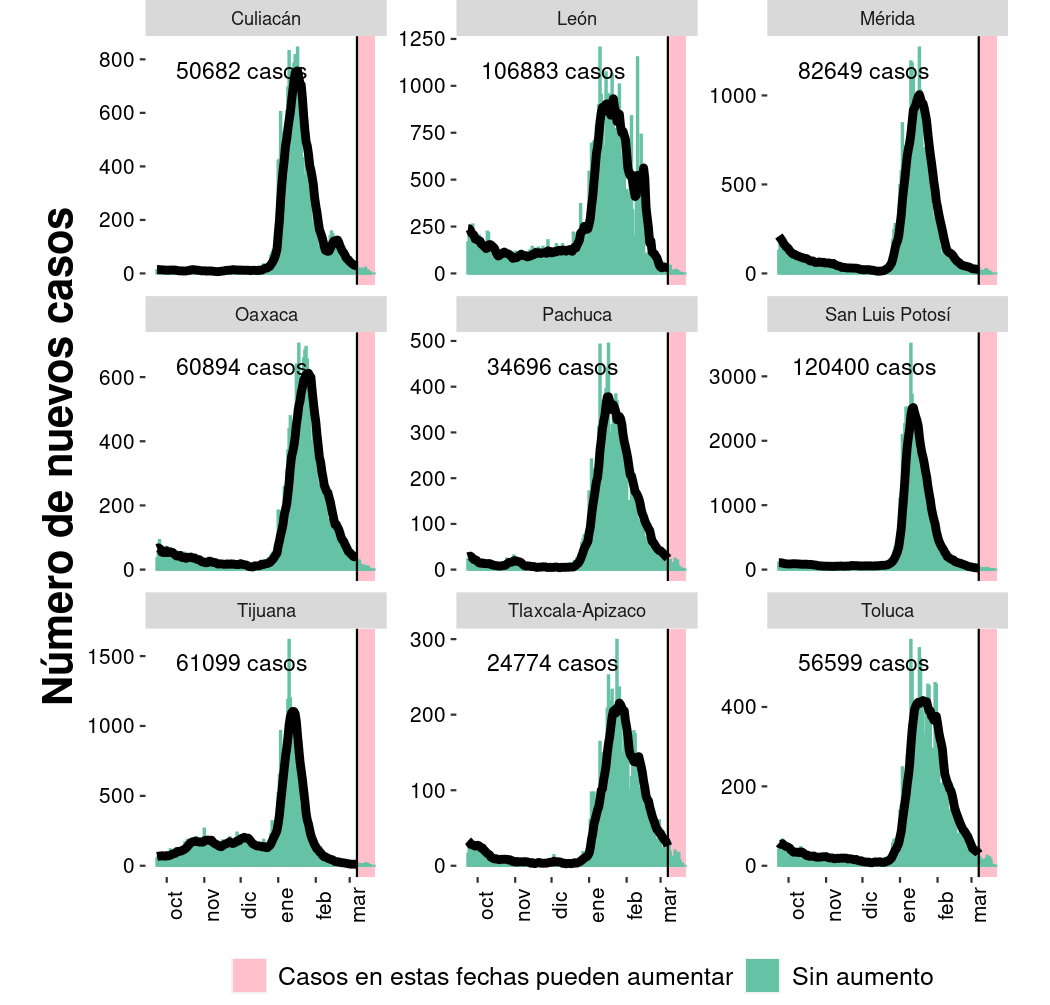 Número de nuevos casos
Culiacán
800
600
400
200
0
50682 casos
León
1250
1000
750
500
250
0
106883 casos
Mérida
1000
500
0
82649 casos
Oaxaca
600
400
200
0
60894 casos
Pachuca
500
400
300
200
100
0
34696 casos
San Luis Potosí
3000
2000
1000
0
120400 casos
Tijuana
1500
1000
500
0
61099 casos
Tlaxcala-Apizaco
300
200
100
0
24774 casos
Toluca
400
200
0
56599 casos
oct nov dic ene feb mar
oct nov dic ene feb mar
oct nov dic ene feb mar
Casos en estas fechas pueden aumentar
Sin aumento